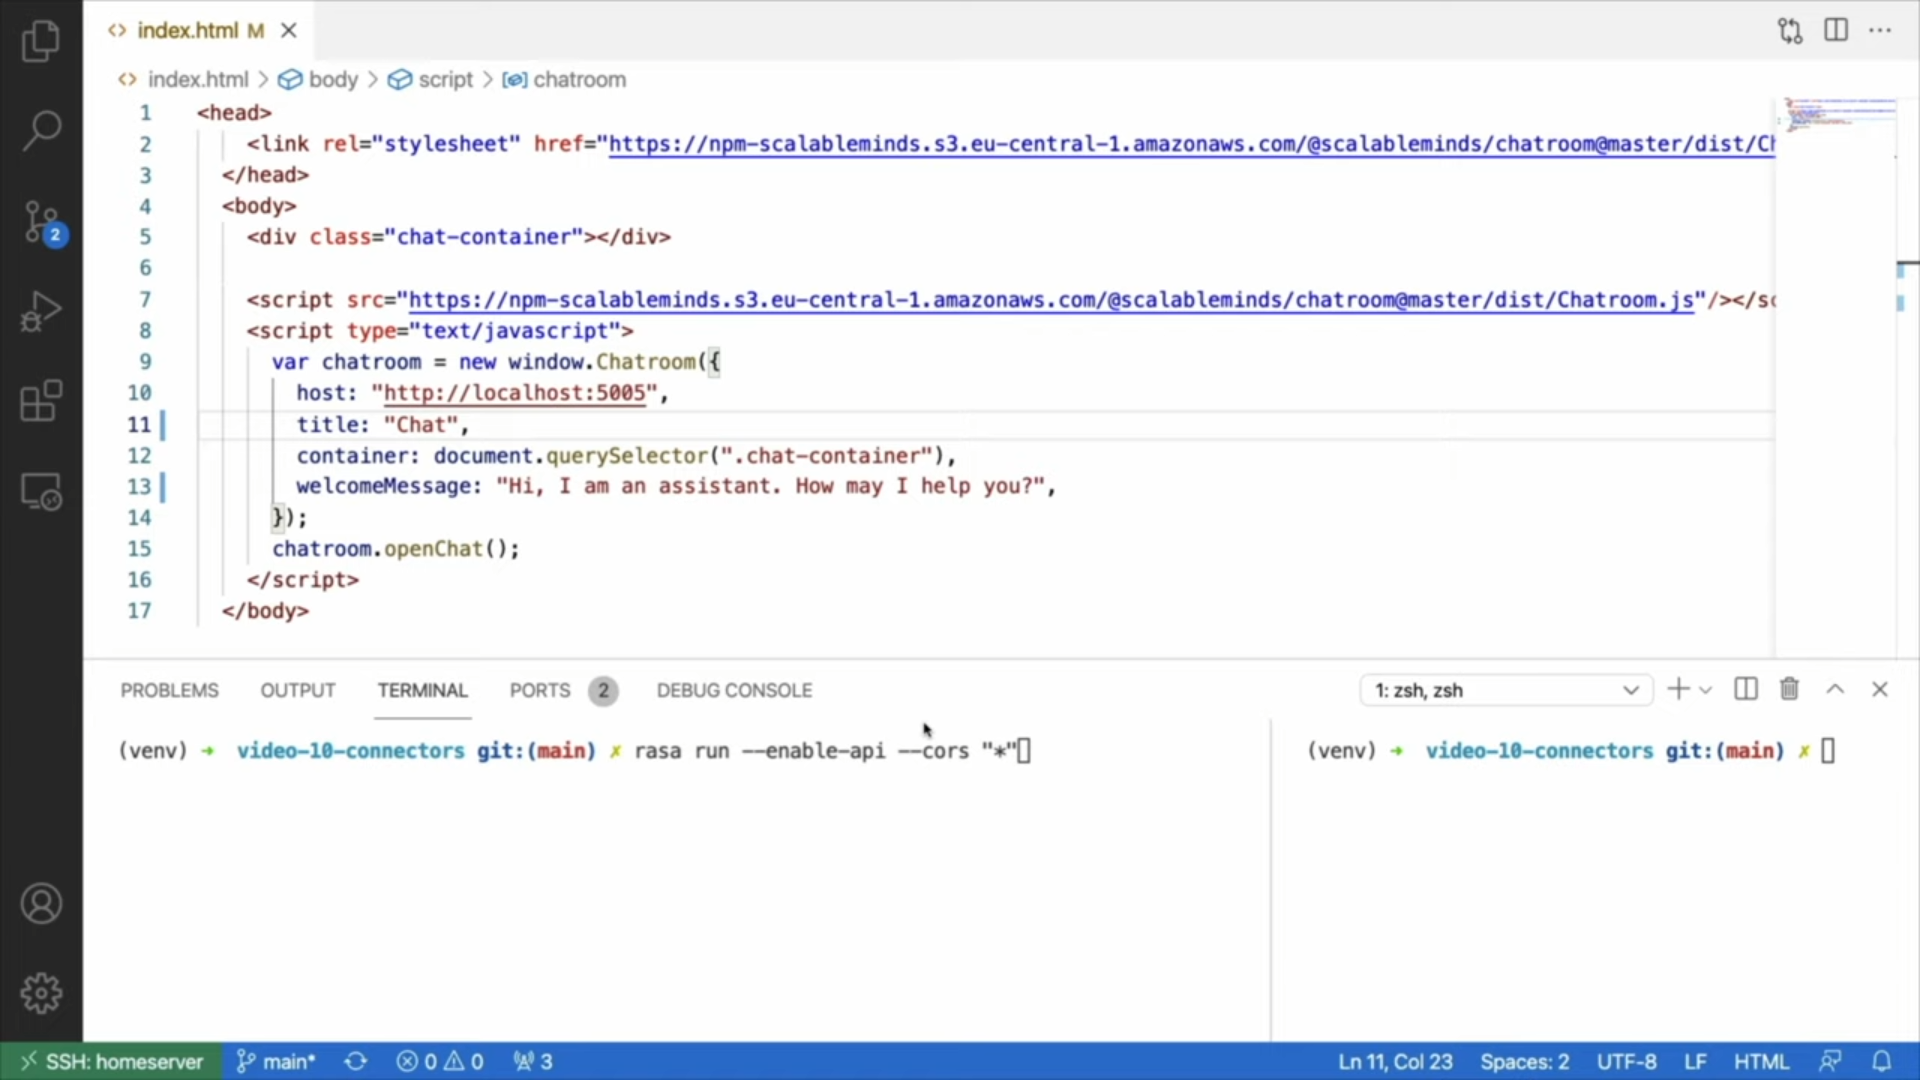 index.html M
index.html > body > script > chatroom
1 <head>
2 <link rel="stylesheet" href="https://npm-scalableminds.s3.eu-central-1.amazonaws.com/@scalableminds/chatroom@master/dist/Ch
3 </head>
4 <body>
5 <div class="chat-container"></div>
6
7 <script src="https://npm-scalableminds.s3.eu-central-1.amazonaws.com/@scalableminds/chatroom@master/dist/Chatroom.js"/></sc
8 <script type="text/javascript">
9 var chatroom = new window.Chatroom({
10 host: "http://localhost:5005",
11 title: "Chat",
12 container: document.querySelector(".chat-container"),
13 welcomeMessage: "Hi, I am an assistant. How may I help you?",
14 });
15 chatroom.openChat();
16 </script>
17 </body>
2
PROBLEMS OUTPUT TERMINAL PORTS 2 DEBUG CONSOLE 1: zsh, zsh
(venv) → video-10-connectors git:(main) ✗ rasa run --enable-api --cors "*"
(venv) → video-10-connectors git:(main) ✗
SSH: homeserver main* 0 0 3 Ln 11, Col 23 Spaces: 2 UTF-8 LF HTML